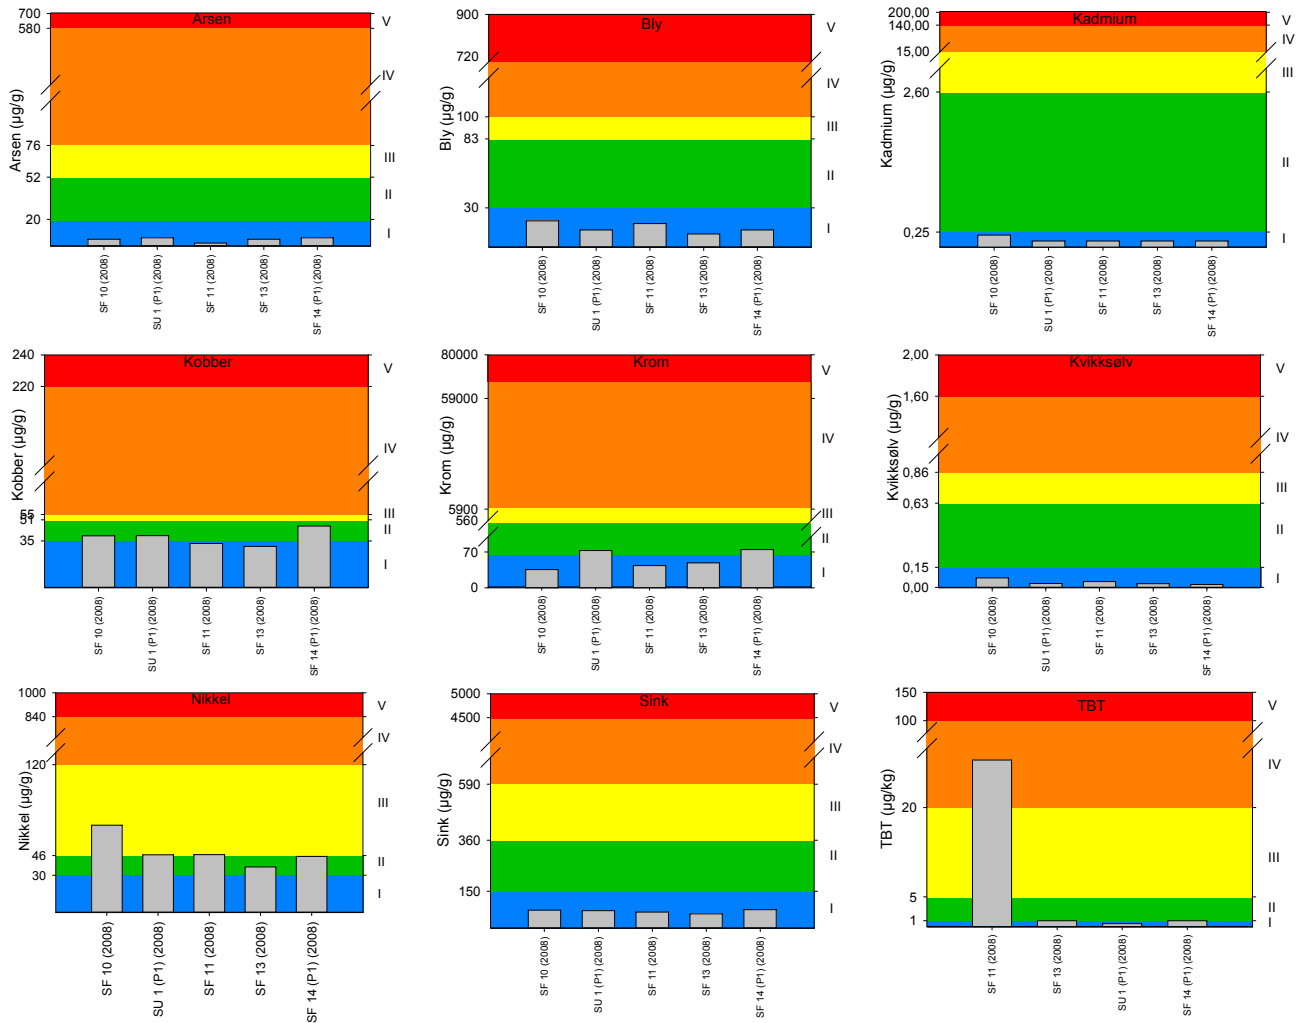 Arsen
700
580
76
52
20
Arsen (µg/g)
V
IV
III
II
I
SF 10 (2008)
SU 1 (P1) (2008)
SF 11 (2008)
SF 13 (2008)
SF 14 (P1) (2008)
Bly
900
720
100
83
30
Bly (µg/g)
V
IV
III
II
I
SF 10 (2008)
SU 1 (P1) (2008)
SF 11 (2008)
SF 13 (2008)
SF 14 (P1) (2008)
Kadmium
200,00
140,00
15,00
2,60
0,25
Kadmium (µg/g)
V
IV
III
II
I
SF 10 (2008)
SU 1 (P1) (2008)
SF 11 (2008)
SF 13 (2008)
SF 14 (P1) (2008)
Kobber
240
220
55
51
35
Kobber (µg/g)
V
IV
III
II
I
SF 10 (2008)
SU 1 (P1) (2008)
SF 11 (2008)
SF 13 (2008)
SF 14 (P1) (2008)
Krom
80000
59000
5900
560
70
0
Krom (µg/g)
V
IV
III
II
I
SF 10 (2008)
SU 1 (P1) (2008)
SF 11 (2008)
SF 13 (2008)
SF 14 (P1) (2008)
Kvikksølv
2,00
1,60
0,86
0,63
0,15
0,00
Kvikksølv (µg/g)
V
IV
III
II
I
SF 10 (2008)
SU 1 (P1) (2008)
SF 11 (2008)
SF 13 (2008)
SF 14 (P1) (2008)
Nikkel
1000
840
120
46
30
Nikkel (µg/g)
V
IV
III
II
I
SF 10 (2008)
SU 1 (P1) (2008)
SF 11 (2008)
SF 13 (2008)
SF 14 (P1) (2008)
Sink
5000
4500
590
360
150
Sink (µg/g)
V
IV
III
II
I
SF 10 (2008)
SU 1 (P1) (2008)
SF 11 (2008)
SF 13 (2008)
SF 14 (P1) (2008)
TBT
150
100
20
5
1
TBT (µg/kg)
V
IV
III
II
I
SF 11 (2008)
SF 13 (2008)
SU 1 (P1) (2008)
SF 14 (P1) (2008)